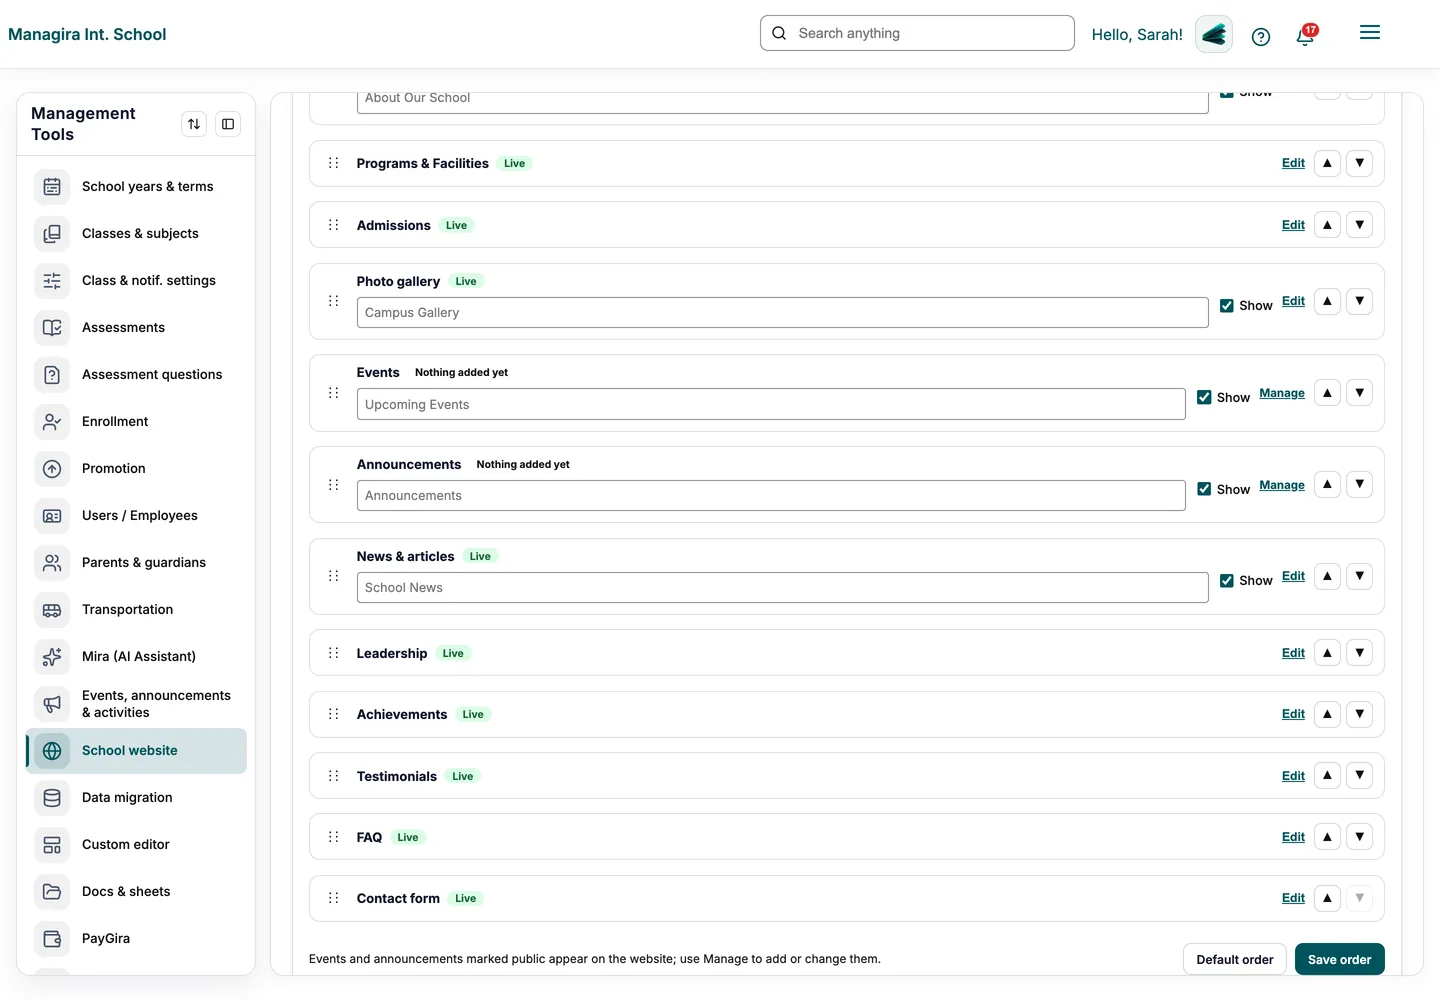 Managira Int. School
Search anything
Hello, Sarah!
17
Management
Tools
School years & terms
Classes & subjects
Class & notif. settings
Assessments
Assessment questions
Enrollment
Promotion
Users / Employees
Parents & guardians
Transportation
Mira (AI Assistant)
Events, announcements
& activities
School website
Data migration
Custom editor
Docs & sheets
PayGira
About Our School
Show
Programs & Facilities Live Edit
Admissions Live Edit
Photo gallery Live
Campus Gallery Show Edit
Events Nothing added yet
Upcoming Events Show Manage
Announcements Nothing added yet
Announcements Show Manage
News & articles Live
School News Show Edit
Leadership Live Edit
Achievements Live Edit
Testimonials Live Edit
FAQ Live Edit
Contact form Live Edit
Events and announcements marked public appear on the website; use Manage to add or change them.
Default order Save order